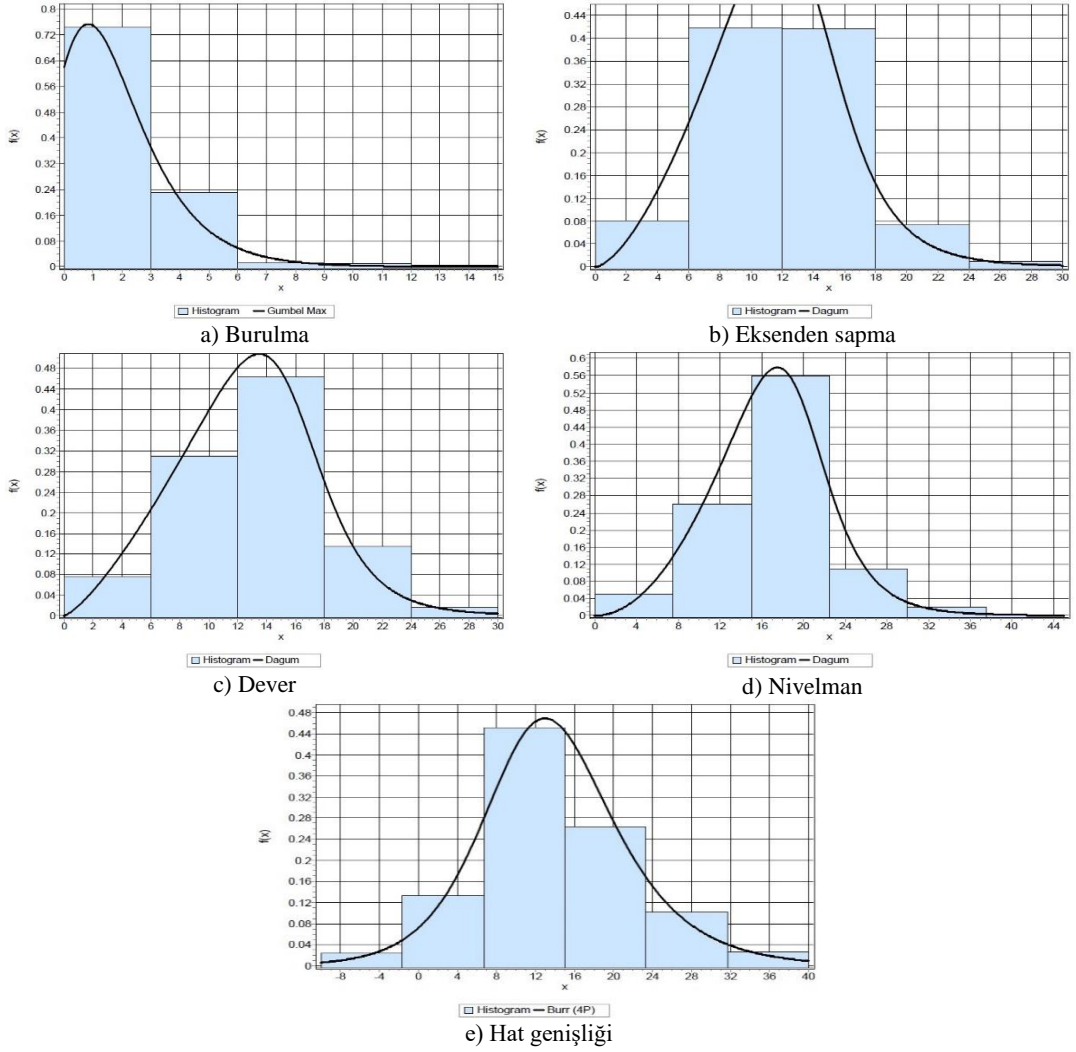 0.8
0.72
0.64
0.56
0.48
0.4
0.32
0.24
0.16
0.08
0
f(x)
0 1 2 3 4 5 6 7 8 9 10 11 12 13 14 15
x
Histogram Gumbel Max
a) Burulma
0.44
0.4
0.36
0.32
0.28
0.24
0.2
0.16
0.12
0.08
0.04
0
f(x)
0 2 4 6 8 10 12 14 16 18 20 22 24 26 28 30
x
Histogram Dagum
b) Eksenden sapma
0.48
0.44
0.4
0.36
0.32
0.28
0.24
0.2
0.16
0.12
0.08
0.04
0
f(x)
0 2 4 6 8 10 12 14 16 18 20 22 24 26 28 30
x
Histogram Dagum
c) Dever
0.6
0.56
0.52
0.48
0.44
0.4
0.36
0.32
0.28
0.24
0.2
0.16
0.12
0.08
0.04
0
f(x)
0 4 8 12 16 20 24 28 32 36 40 44
x
Histogram Dagum
d) Nivelman
0.48
0.44
0.4
0.36
0.32
0.28
0.24
0.2
0.16
0.12
0.08
0.04
0
f(x)
-8 -4 0 4 8 12 16 20 24 28 32 36 40
x
Histogram Burr (4P)
e) Hat genişliği